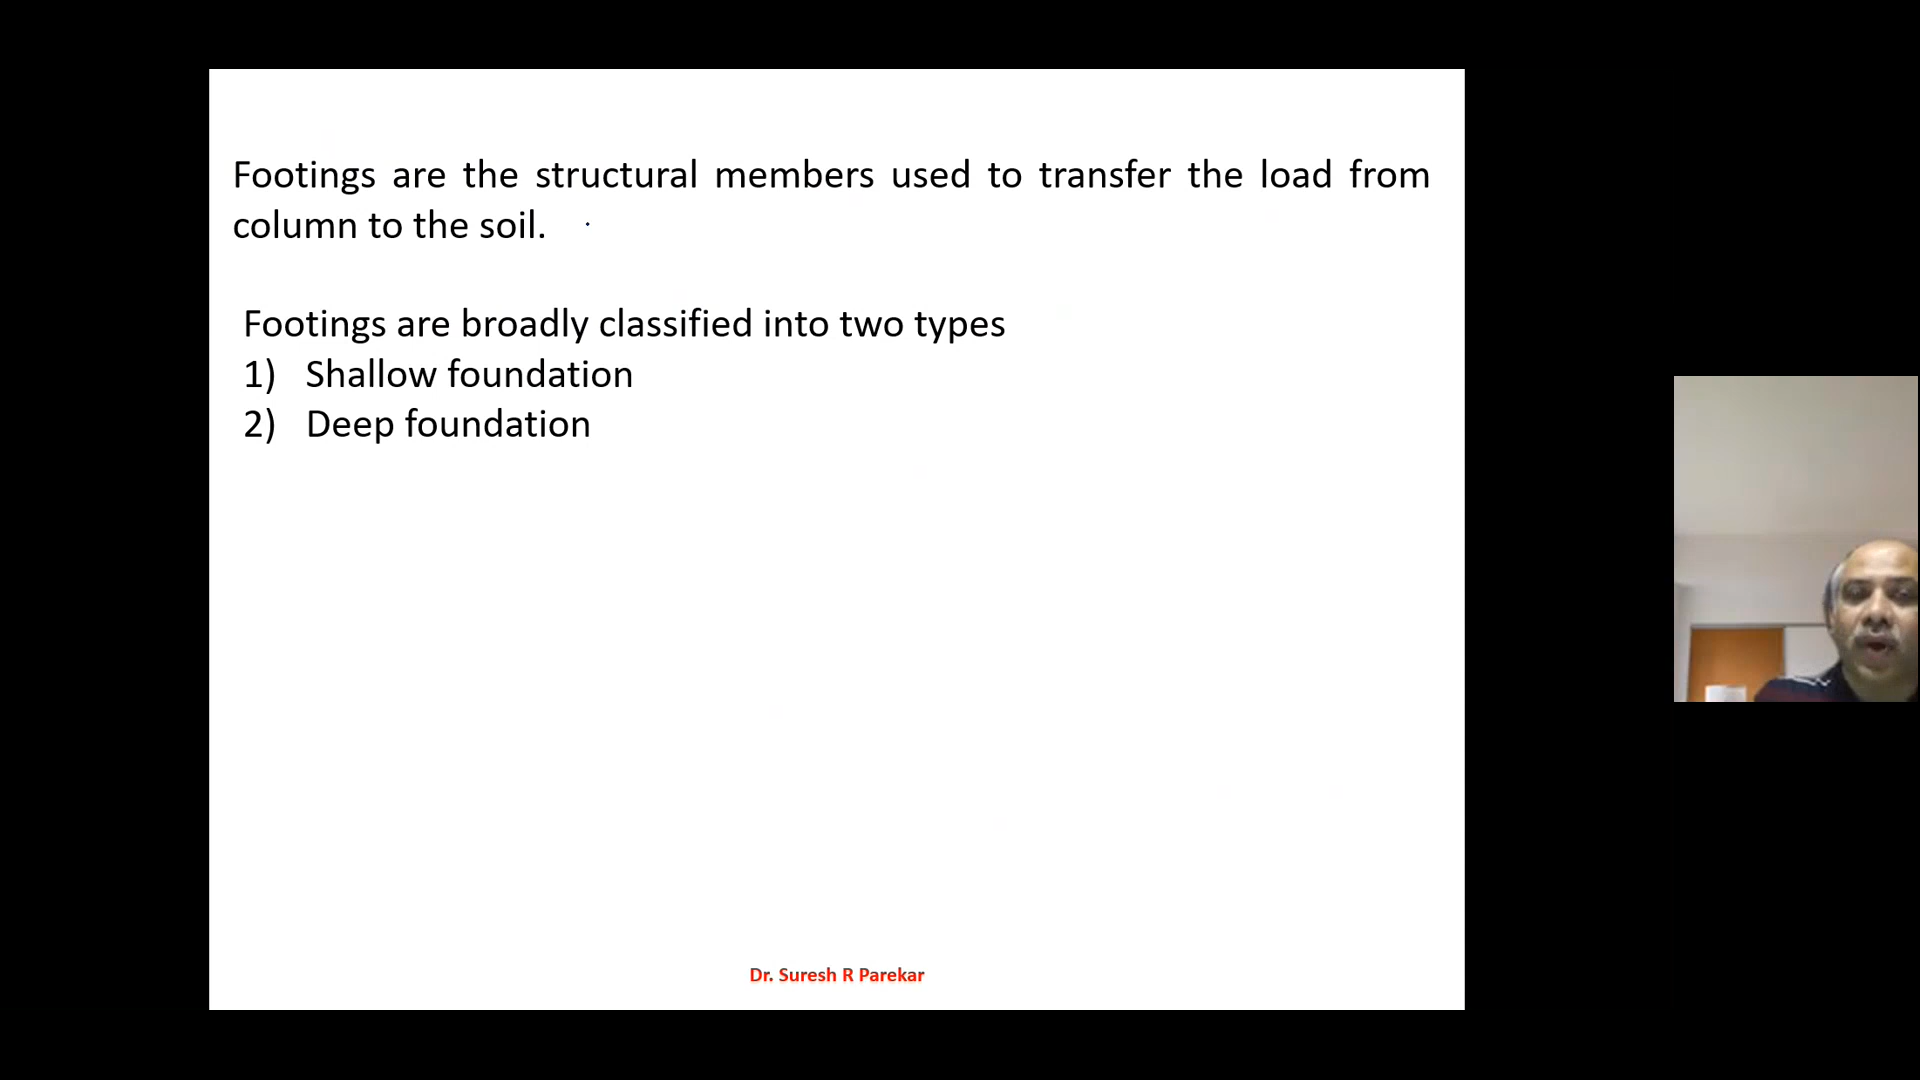 Footings are the structural members used to transfer the load from
column to the soil.
Footings are broadly classified into two types
1) Shallow foundation
2) Deep foundation
Dr. Suresh R Parekar